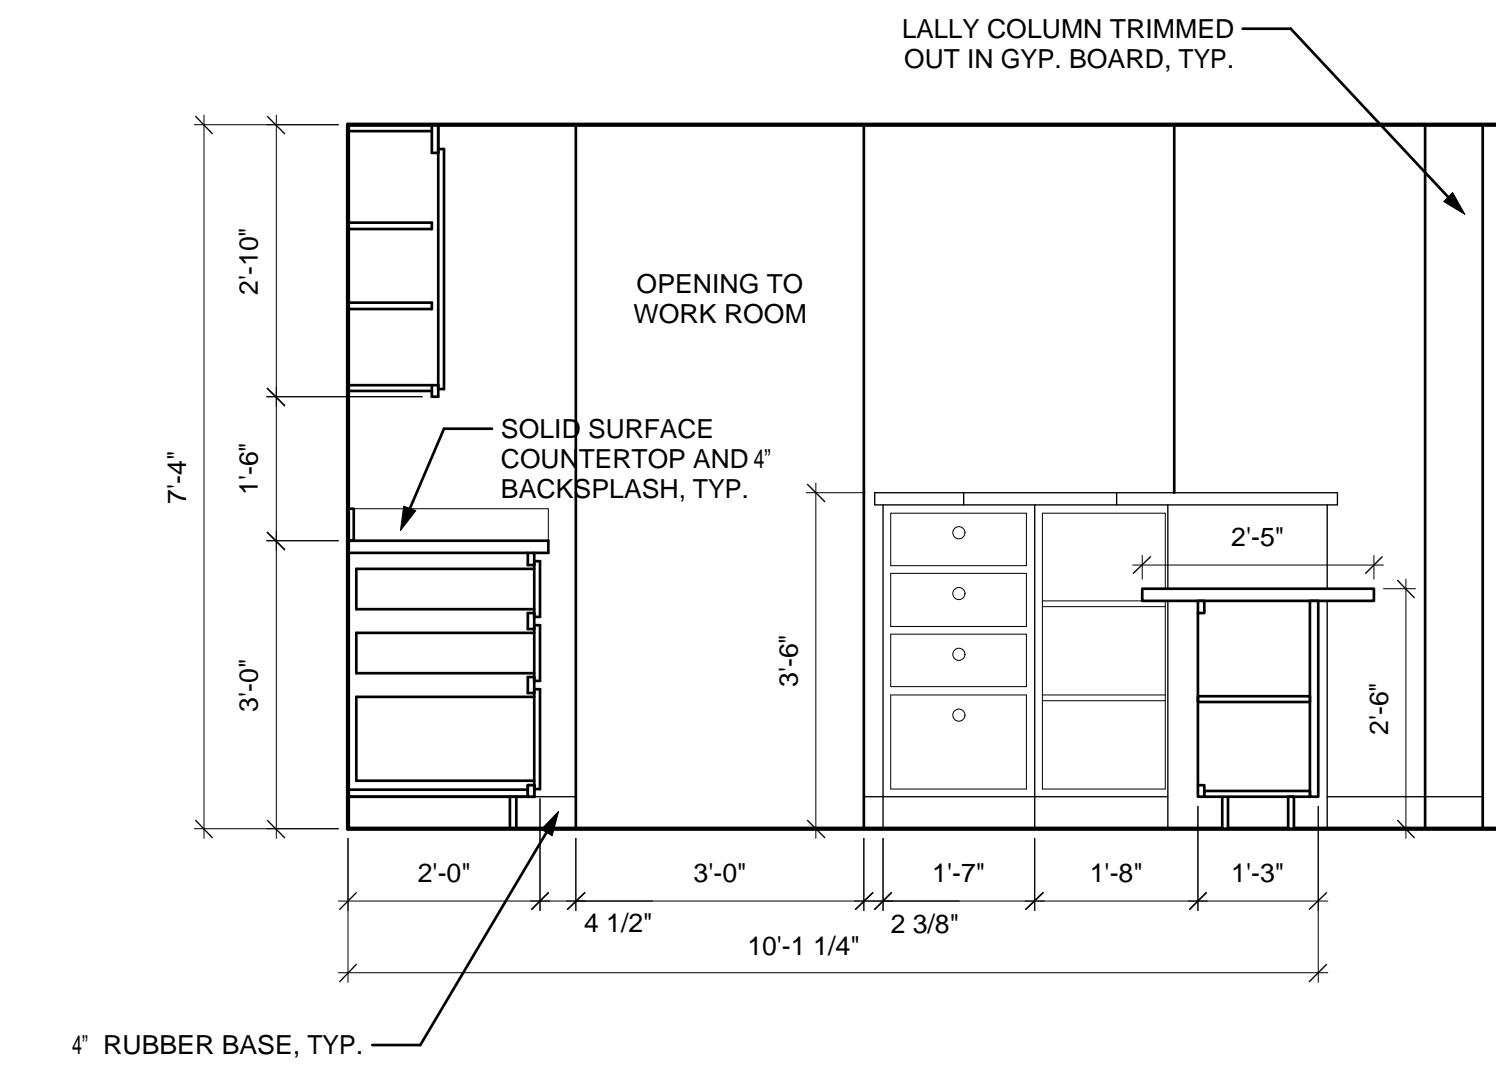 LALLY COLUMN TRIMMED
OUT IN GYP. BOARD, TYP.
2'-10"
OPENING TO
WORK ROOM
7'-4"
1'-6"
SOLID SURFACE
COUNTERTOP AND 4"
BACKSPLASH, TYP.
2'-5"
3'-0"
3'-6"
2'-6"
2'-0"
3'-0"
1'-7"
1'-8"
1'-3"
4 1/2"
2 3/8"
10'-1 1/4"
4" RUBBER BASE, TYP.